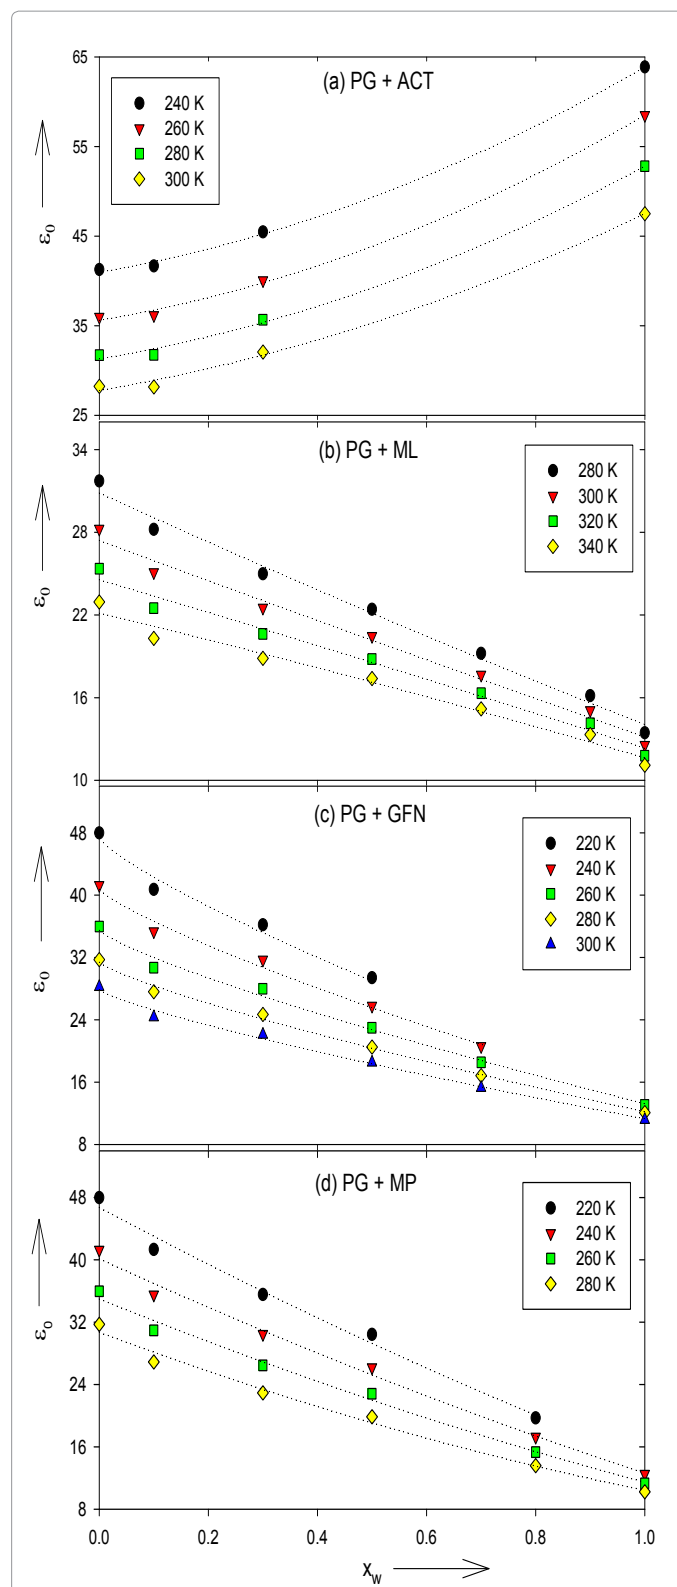 (a) PG + ACT
240 K
260 K
280 K
300 K
65
55
45
35
25
ε0
(b) PG + ML
280 K
300 K
320 K
340 K
34
28
22
16
10
ε0
(c) PG + GFN
220 K
240 K
260 K
280 K
300 K
48
40
32
24
16
8
ε0
(d) PG + MP
220 K
240 K
260 K
280 K
48
40
32
24
16
8
ε0
0.0 0.2 0.4 0.6 0.8 1.0
xw